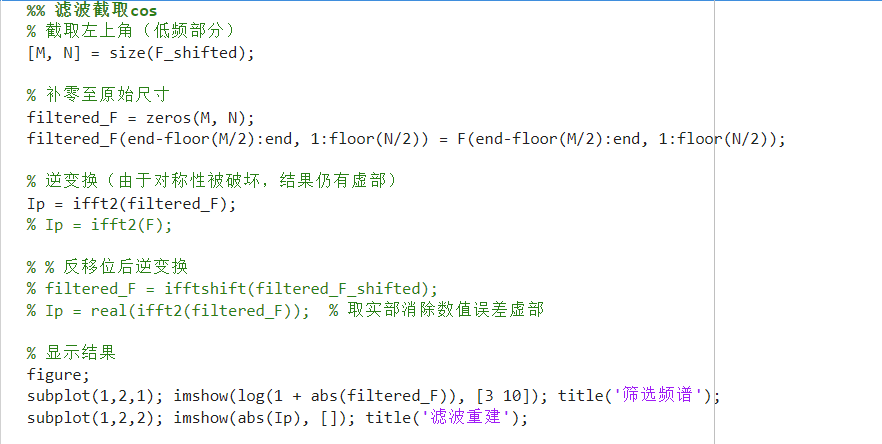 %% 滤波截取cos
% 截取左上角（低频部分）
[M, N] = size(F_shifted);
% 补零至原始尺寸
filtered_F = zeros(M, N);
filtered_F(end-floor(M/2):end, 1:floor(N/2)) = F(end-floor(M/2):end, 1:floor(N/2));
% 逆变换（由于对称性被破坏，结果仍有虚部）
Ip = ifft2(filtered_F);
% Ip = ifft2(F);
% % 反移位后逆变换
% filtered_F = ifftshift(filtered_F_shifted);
% Ip = real(ifft2(filtered_F));  % 取实部消除数值误差虚部
% 显示结果
figure;
subplot(1,2,1); imshow(log(1 + abs(filtered_F)), [3 10]); title('筛选频谱');
subplot(1,2,2); imshow(abs(Ip), []); title('滤波重建');